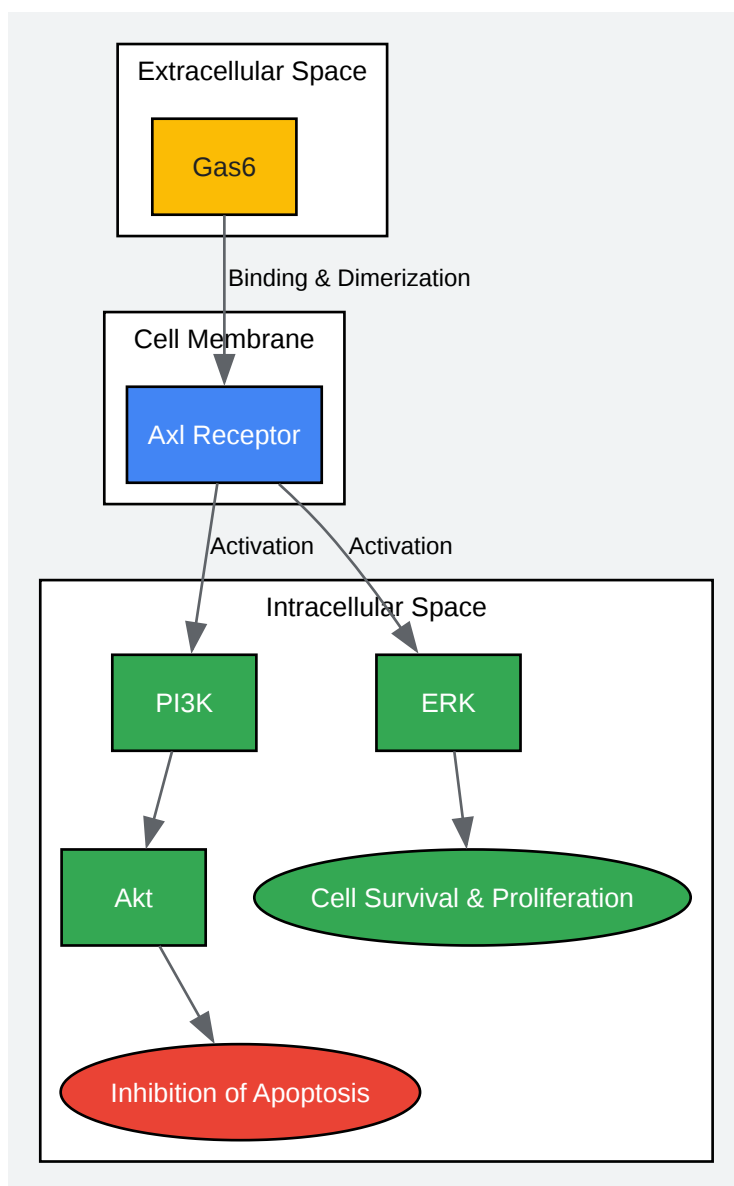 Extracellular Space
Gas6
Binding & Dimerization
Cell Membrane
Axl Receptor
Activation
Activation
Intracellular Space
PI3K
ERK
Akt
Cell Survival & Proliferation
Inhibition of Apoptosis